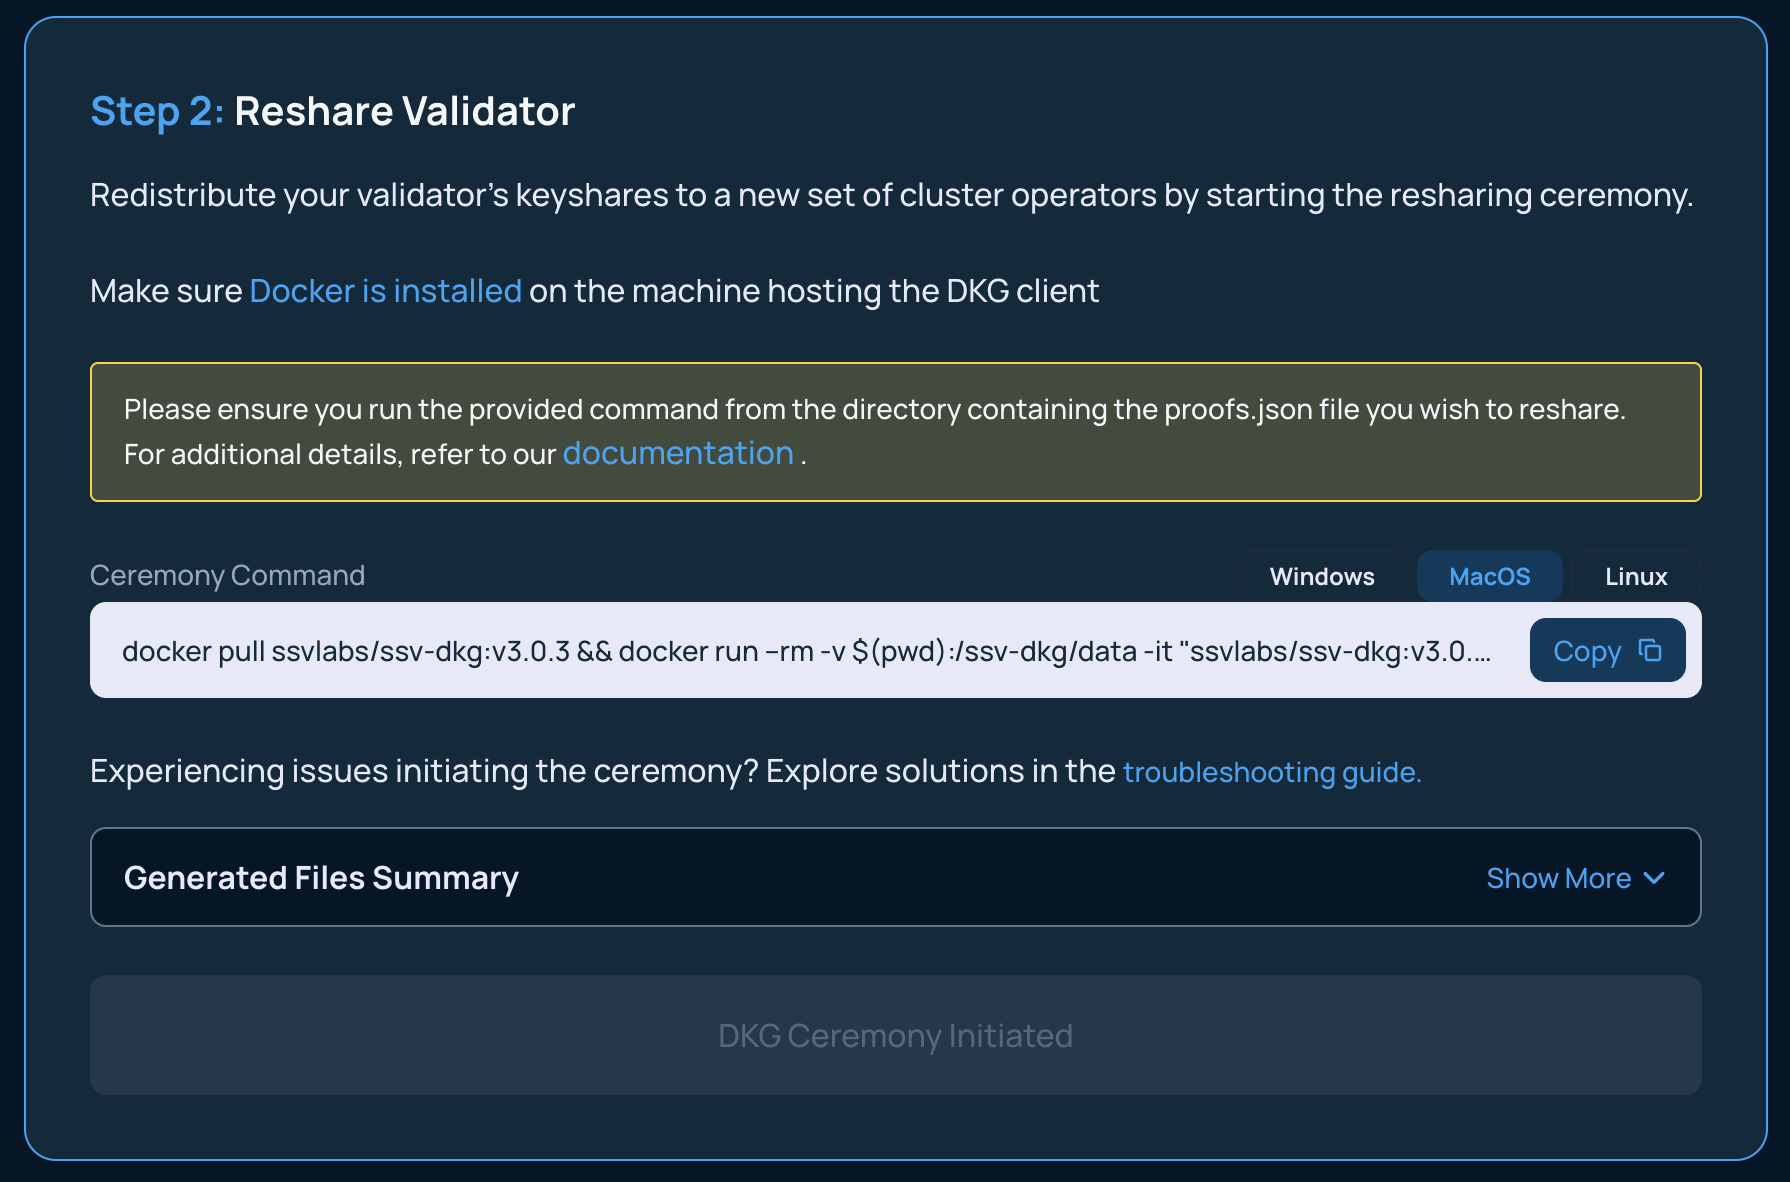 Step 2: Reshare Validator
Redistribute your validator's keyshares to a new set of cluster operators by starting the resharing ceremony.
Make sure Docker is installed on the machine hosting the DKG client
Please ensure you run the provided command from the directory containing the proofs.json file you wish to reshare.
For additional details, refer to our documentation .
Ceremony Command
Windows MacOS Linux
docker pull ssvlabs/ssv-dkg:v3.0.3 && docker run –rm -v $(pwd):/ssv-dkg/data -it "ssvlabs/ssv-dkg:v3.0.… Copy
Experiencing issues initiating the ceremony? Explore solutions in the troubleshooting guide.
Generated Files Summary Show More
DKG Ceremony Initiated